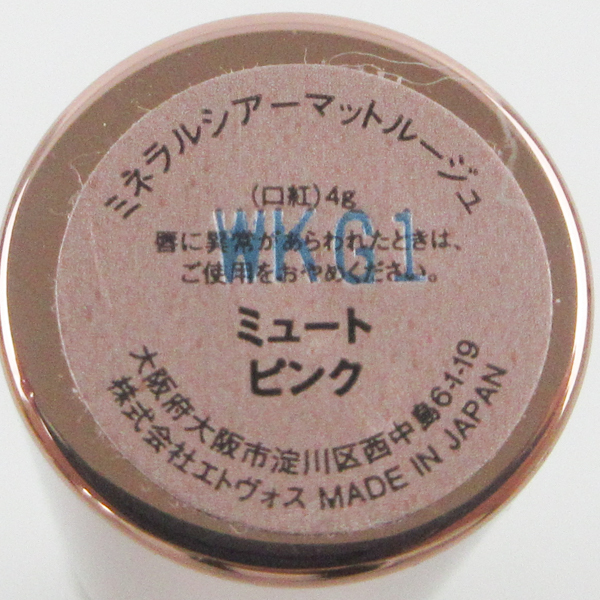 ミネラルシアーマットルージュ
(口紅)4g
WKG1
唇に異常があらわれたときは、
ご使用をおやめください。
ミュート
ピンク
大阪府大阪市淀川区西中島6-1-19
株式会社エトヴォス MADE IN JAPAN